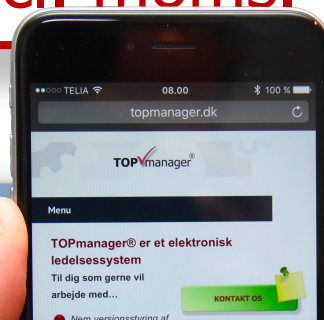 TELIA 08.00 100 %
topmanager.dk
TOPmanager®
Menu
TOPmanager® er et elektronisk
ledelsessystem
Til dig som gerne vil
arbejde med...
KONTAKT OS
Nem versionsstyring af